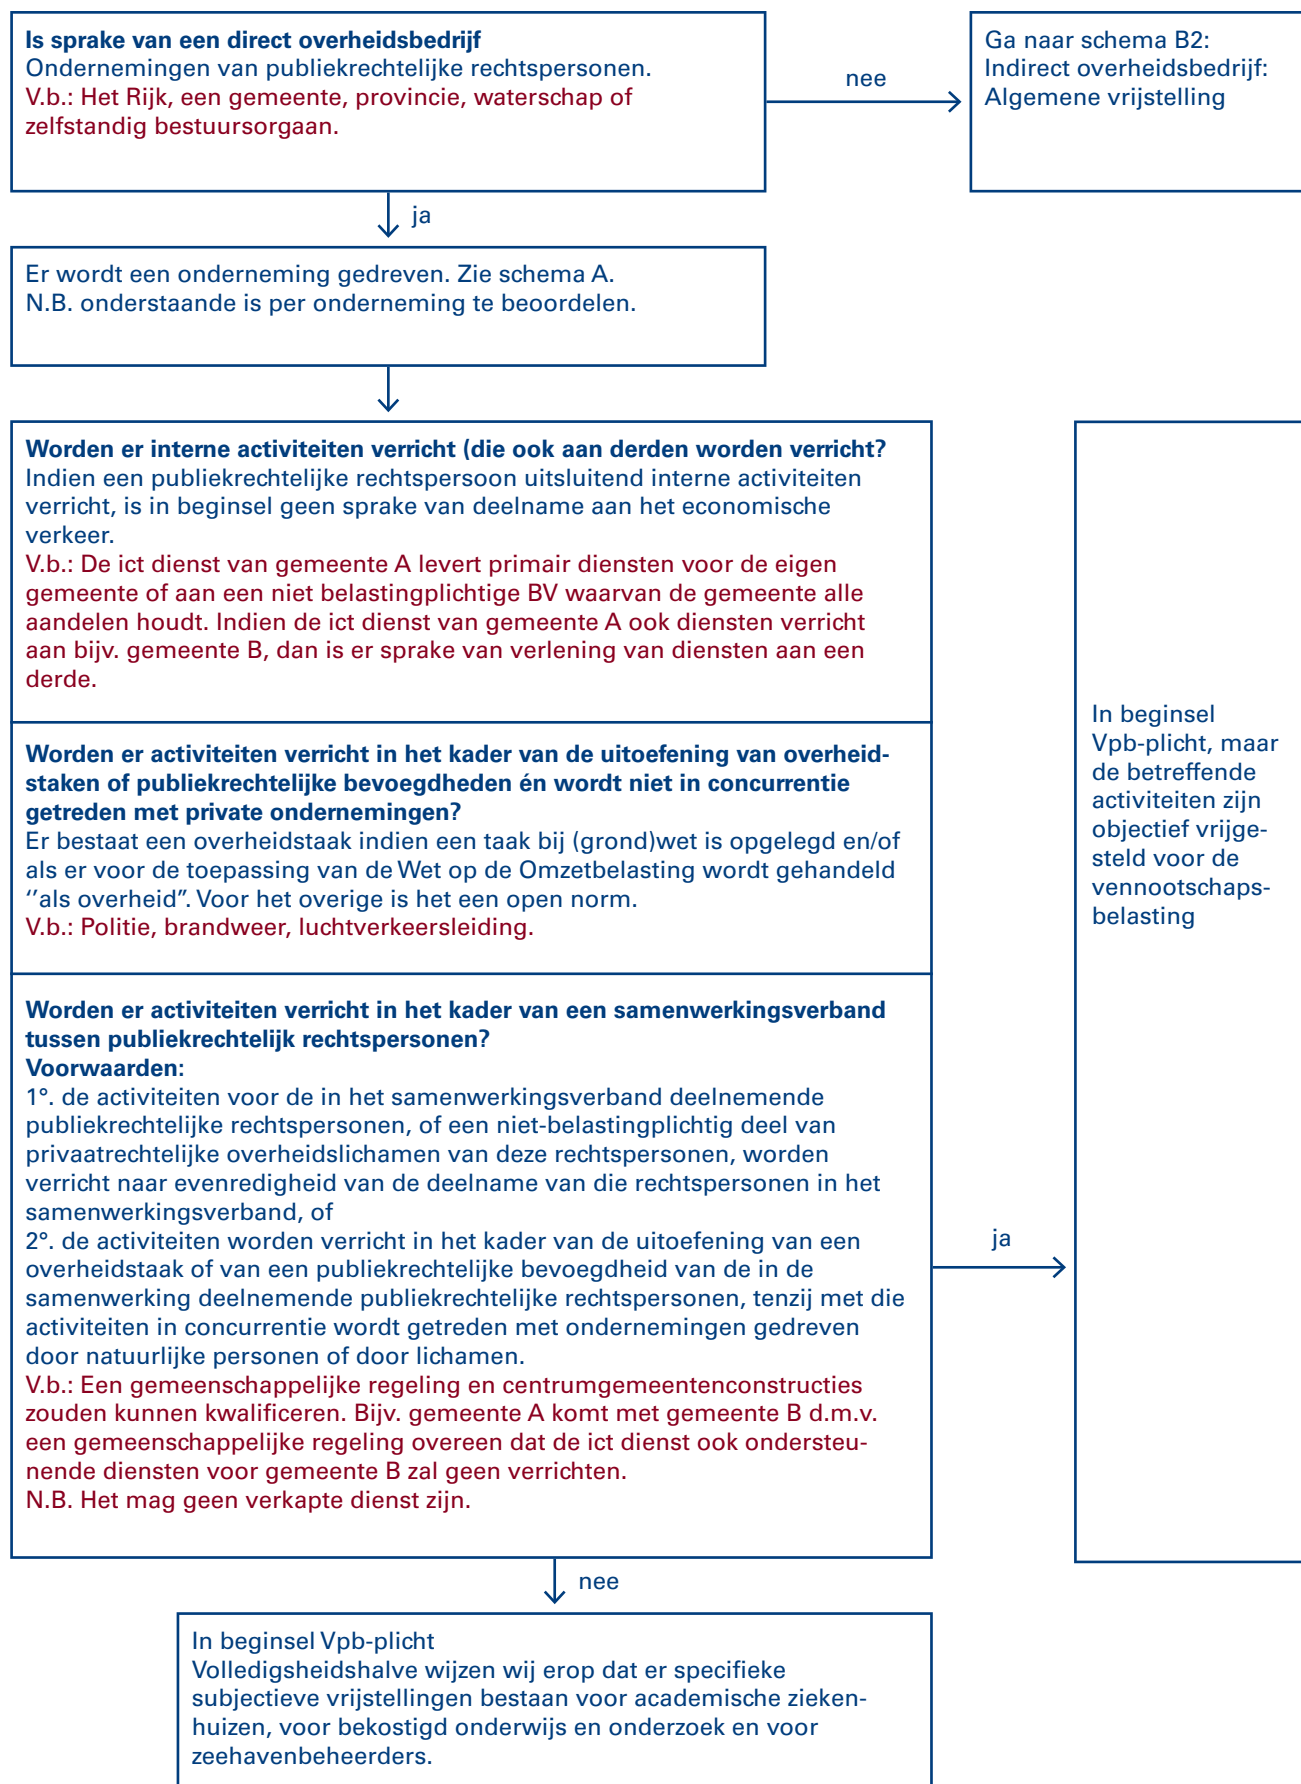 Is sprake van een direct overheidsbedrijf
Ondernemingen van publiekrechtelijke rechtspersonen.
V.b.: Het Rijk, een gemeente, provincie, waterschap of
zelfstandig bestuursorgaan.
nee
Ga naar schema B2:
Indirect overheidsbedrijf:
Algemene vrijstelling
ja
Er wordt een onderneming gedreven. Zie schema A.
N.B. onderstaande is per onderneming te beoordelen.
Worden er interne activiteiten verricht (die ook aan derden worden verricht?
Indien een publiekrechtelijke rechtspersoon uitsluitend interne activiteiten
verricht, is in beginsel geen sprake van deelname aan het economische
verkeer.
V.b.: De ict dienst van gemeente A levert primair diensten voor de eigen
gemeente of aan een niet belastingplichtige BV waarvan de gemeente alle
aandelen houdt. Indien de ict dienst van gemeente A ook diensten verricht
aan bijv. gemeente B, dan is er sprake van verlening van diensten aan een
derde.
Worden er activiteiten verricht in het kader van de uitoefening van overheid-
staken of publiekrechtelijke bevoegdheden én wordt niet in concurrentie
getreden met private ondernemingen?
Er bestaat een overheidstaak indien een taak bij (grond)wet is opgelegd en/of
als er voor de toepassing van de Wet op de Omzetbelasting wordt gehandeld
‘‘als overheid”. Voor het overige is het een open norm.
V.b.: Politie, brandweer, luchtverkeersleiding.
Worden er activiteiten verricht in het kader van een samenwerkingsverband
tussen publiekrechtelijk rechtspersonen?
Voorwaarden:
1°. de activiteiten voor de in het samenwerkingsverband deelnemende
publiekrechtelijke rechtspersonen, of een niet-belastingplichtig deel van
privaatrechtelijke overheidslichamen van deze rechtspersonen, worden
verricht naar evenredigheid van de deelname van die rechtspersonen in het
samenwerkingsverband, of
2°. de activiteiten worden verricht in het kader van de uitoefening van een
overheidstaak of van een publiekrechtelijke bevoegdheid van de in de
samenwerking deelnemende publiekrechtelijke rechtspersonen, tenzij met die
activiteiten in concurrentie wordt getreden met ondernemingen gedreven
door natuurlijke personen of door lichamen.
V.b.: Een gemeenschappelijke regeling en centrumgemeentenconstructies
zouden kunnen kwalificeren. Bijv. gemeente A komt met gemeente B d.m.v.
een gemeenschappelijke regeling overeen dat de ict dienst ook ondersteu-
nende diensten voor gemeente B zal geen verrichten.
N.B. Het mag geen verkapte dienst zijn.
ja
In beginsel
Vpb-plicht, maar
de betreffende
activiteiten zijn
objectief vrijge-
steld voor de
vennootschaps-
belasting
nee
In beginsel Vpb-plicht
Volledigsheidshalve wijzen wij erop dat er specifieke
subjectieve vrijstellingen bestaan voor academische zieken-
huizen, voor bekostigd onderwijs en onderzoek en voor
zeehavenbeheerders.